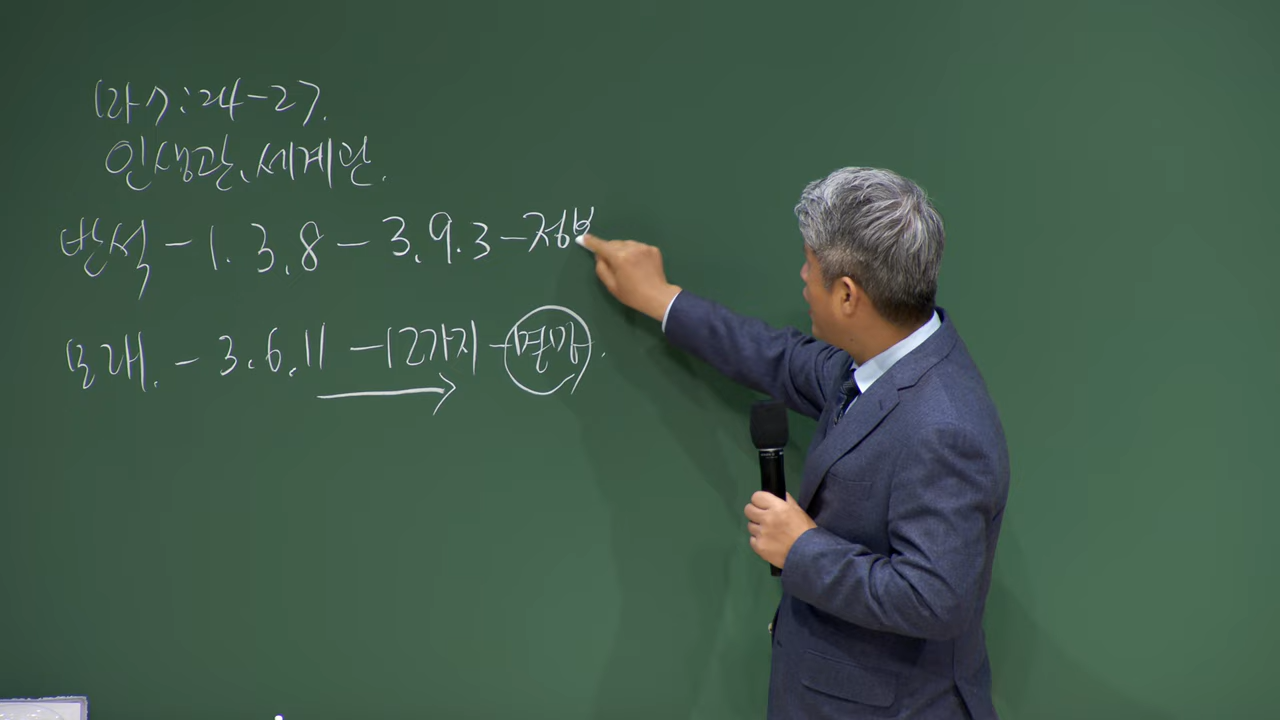 마 7:24-27.
인생관、세계관.
반석 - 1.3.8 - 3.9.3 - 정보
모래. - 3.6.11 - 12가지 - 멸망.